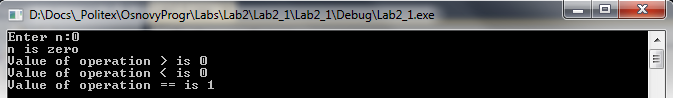 D:\Docs\_Politex\OsnovyProgr\Labs\Lab2\Lab2_1\Lab2_1\Debug\Lab2_1.exe
Enter n:0
n is zero
Value of operation > is 0
Value of operation < is 0
Value of operation == is 1